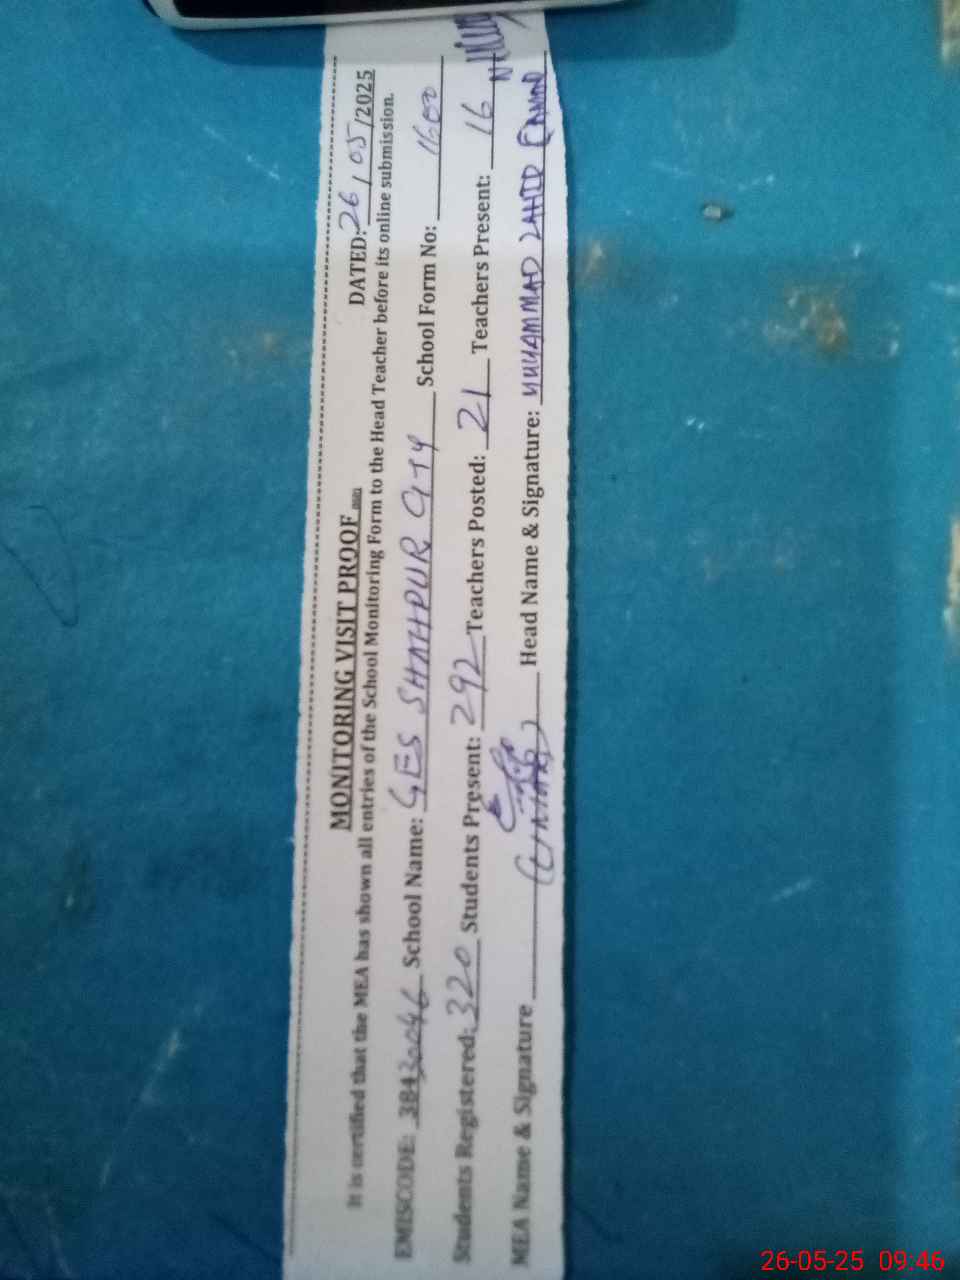 MONITORING VISIT PROOF DATED: 26/05/2025
It is certified that the MEA has shown all entries of the School Monitoring Form to the Head Teacher before its online submission.
EMISCODE: 38430046 School Name: GES SHAHPUR CITY School Form No: 1600
Students Registered: 320 Students Present: 292 Teachers Posted: 21 Teachers Present: 16
MEA Name & Signature Head Name & Signature: MUHAMMAD ZAHID
26-05-25 09:46